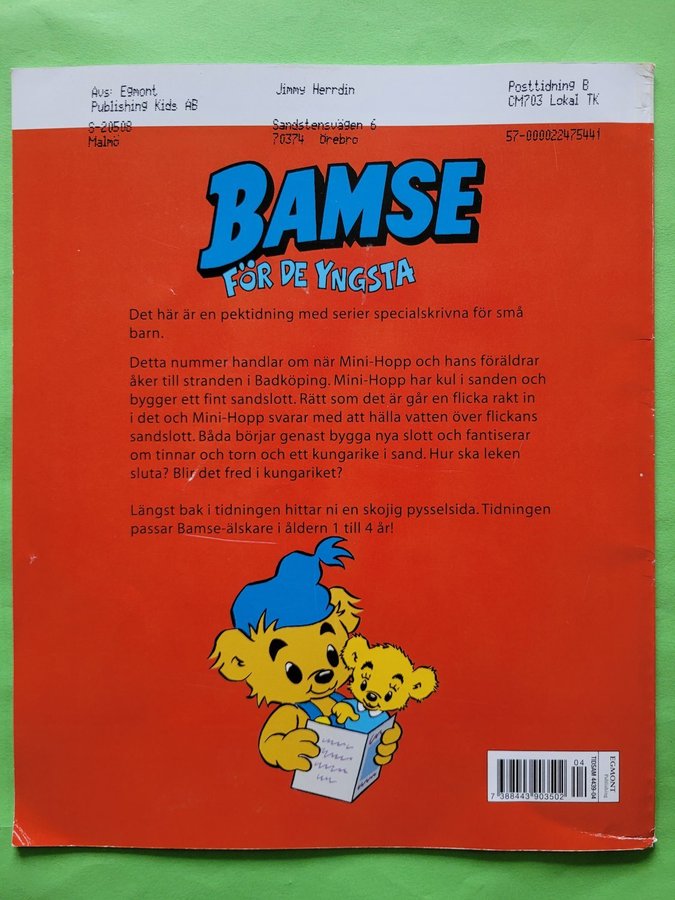 Avs: Egmont
Publishing Kids AB
S-20508
Malmö
Jimmy Herrdin
Sandstensvägen 6
70374 Örebro
Posttidning B
CM703 Lokal TK
57-000022475441
BAMSE
FÖR DE YNGSTA
Det här är en pektidning med serier specialskrivna för små
barn.
Detta nummer handlar om när Mini-Hopp och hans föräldrar
åker till stranden i Badköping. Mini-Hopp har kul i sanden och
bygger ett fint sandslott. Rätt som det är går en flicka rakt in
i det och Mini-Hopp svarar med att hälla vatten över flickans
sandslott. Båda börjar genast bygga nya slott och fantiserar
om tinnar och torn och ett kungarike i sand. Hur ska leken
sluta? Blir det fred i kungariket?
Längst bak i tidningen hittar ni en skojig pysselsida. Tidningen
passar Bamse-älskare i åldern 1 till 4 år!
04
7 388443 903502
TIDSAM 4439-04
EGMONT
Publishing